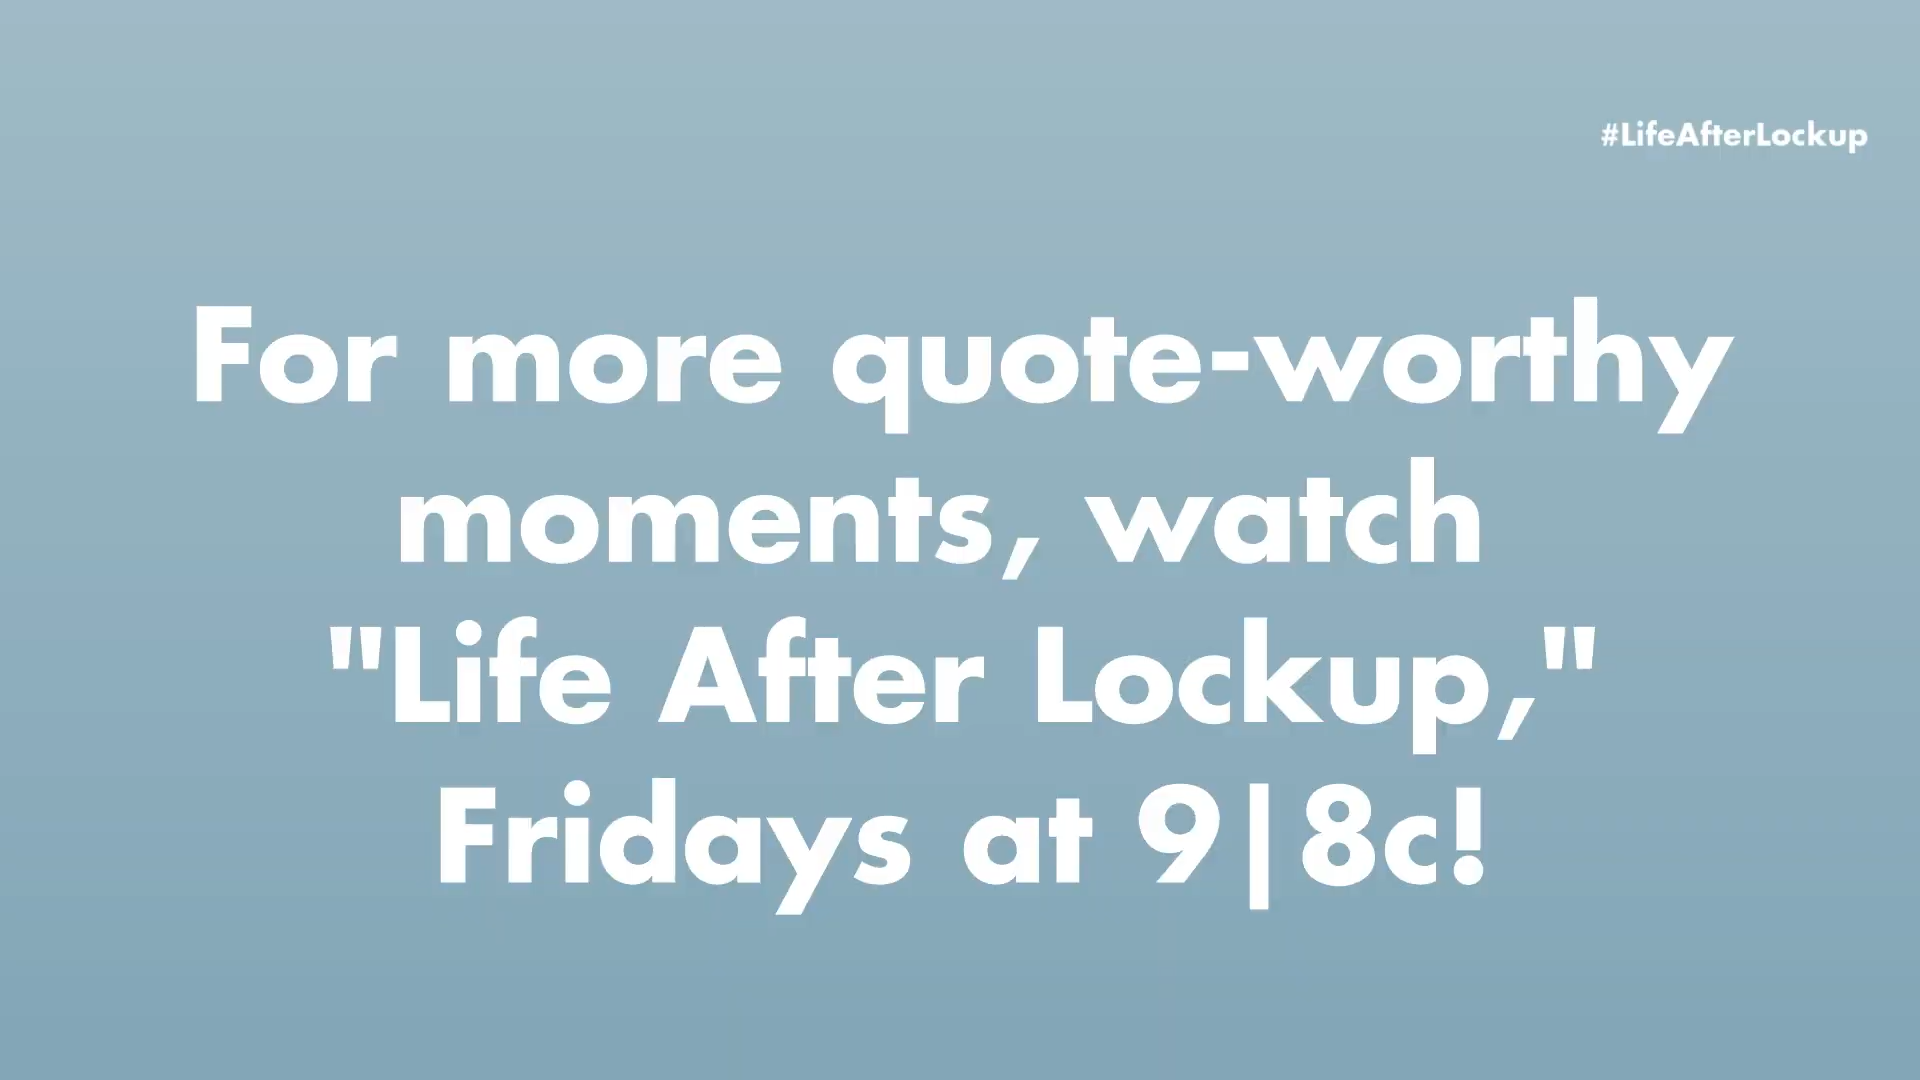 #LifeAfterLockup
For more quote-worthy
moments, watch
"Life After Lockup,"
Fridays at 9|8c!